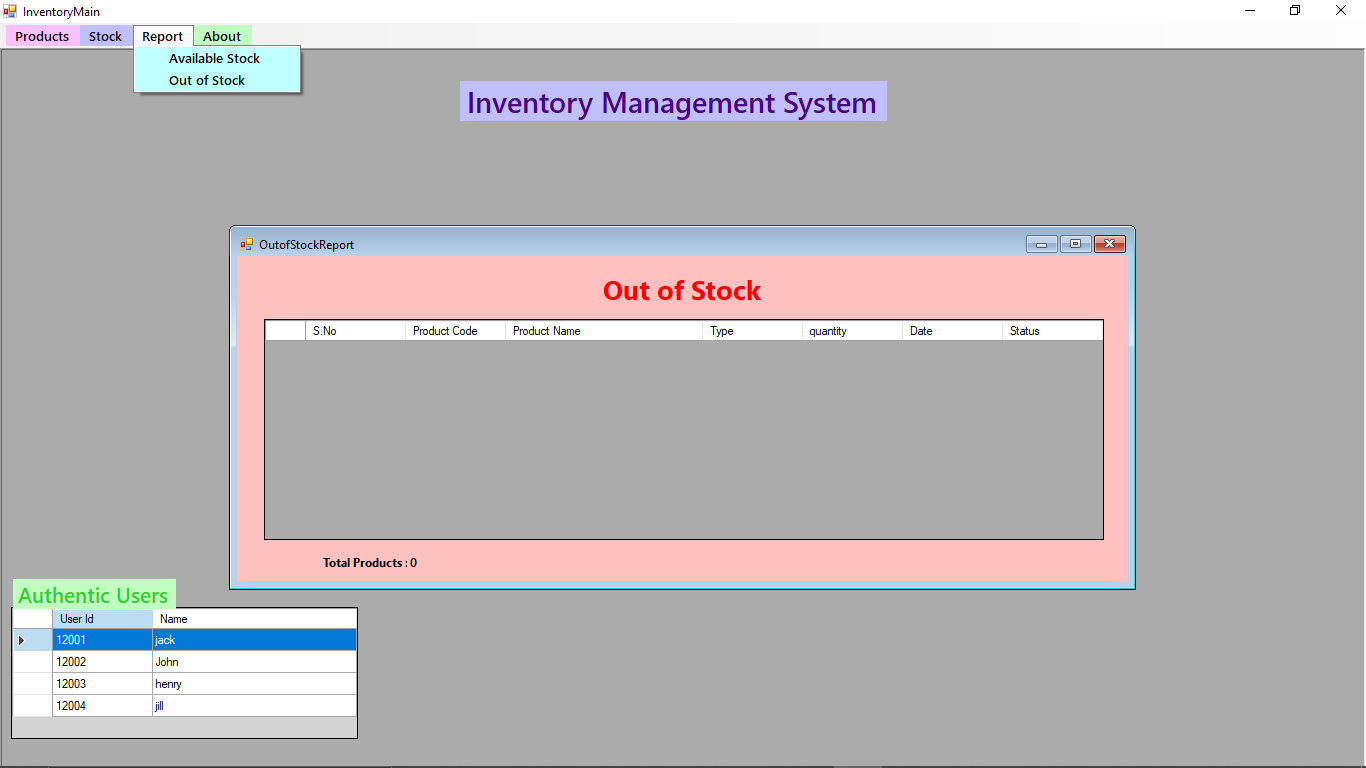 InventoryMain
Products Stock Report About
Available Stock
Out of Stock
Inventory Management System
OutofStockReport
Out of Stock
S.No Product Code Product Name Type quantity Date Status
Total Products : 0
Authentic Users
User Id Name
12001 jack
12002 John
12003 henry
12004 jill